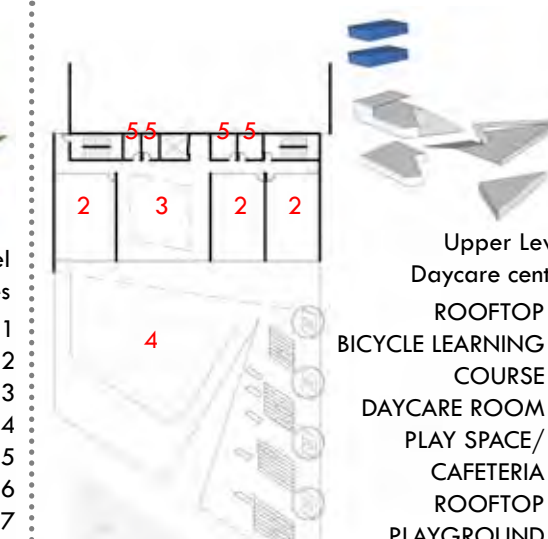 el
es
1
2
3
4
5
6
7
5 5 5 5
2 3 2 2
4
Upper Lev
Daycare cent
ROOFTOP
BICYCLE LEARNING
COURSE
DAYCARE ROOM
PLAY SPACE/
CAFETERIA
ROOFTOP
PLAYGROUND